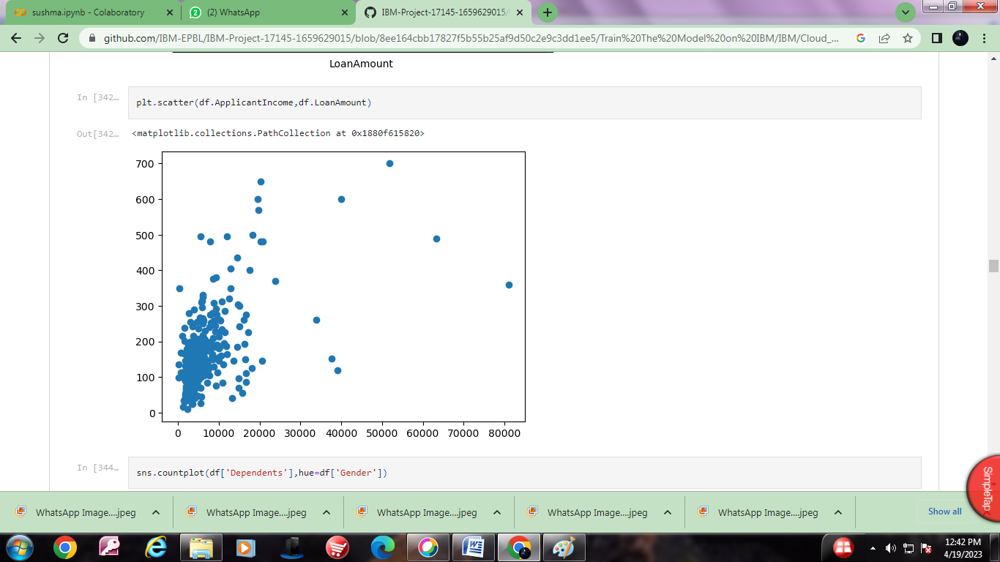 sushma.ipynb - Colaboratory
(2) WhatsApp
IBM-Project-17145-1659629015/
github.com/IBM-EPBL/IBM-Project-17145-1659629015/blob/8ee164cbb17827f5b55b25af9d50c2e9c3dd1ee5/Train%20The%20Model%20on%20IBM/IBM/Cloud_...
LoanAmount
In [342...
plt.scatter(df.ApplicantIncome,df.LoanAmount)
Out[342...
<matplotlib.collections.PathCollection at 0x1880f615820>
700
600
500
400
300
200
100
0
0 10000 20000 30000 40000 50000 60000 70000 80000
In [344...
sns.countplot(df['Dependents'],hue=df['Gender'])
SimpleTap
WhatsApp Image....jpeg
WhatsApp Image....jpeg
WhatsApp Image....jpeg
WhatsApp Image....jpeg
WhatsApp Image....jpeg
Show all
12:42 PM
4/19/2023